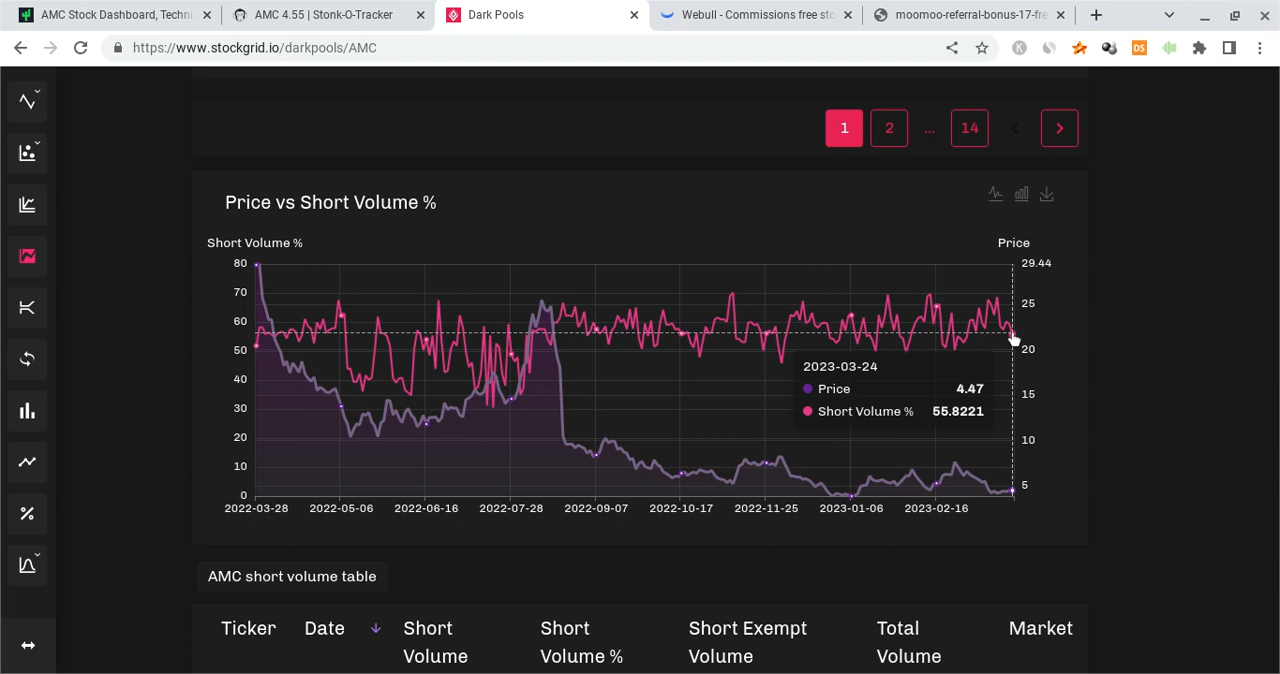 AMC Stock Dashboard, Techni
AMC 4.55 | Stonk-O-Tracker
Dark Pools
Webull - Commissions free sto
moomoo-referral-bonus-17-fre
https://www.stockgrid.io/darkpools/AMC
K
DS
1
2
...
14
Price vs Short Volume %
Short Volume %
Price
80
70
60
50
40
30
20
10
0
29.44
25
20
15
10
5
2023-03-24
Price 4.47
Short Volume % 55.8221
2022-03-28 2022-05-06 2022-06-16 2022-07-28 2022-09-07 2022-10-17 2022-11-25 2023-01-06 2023-02-16
AMC short volume table
Ticker Date Short Volume Short Volume % Short Exempt Volume Total Volume Market